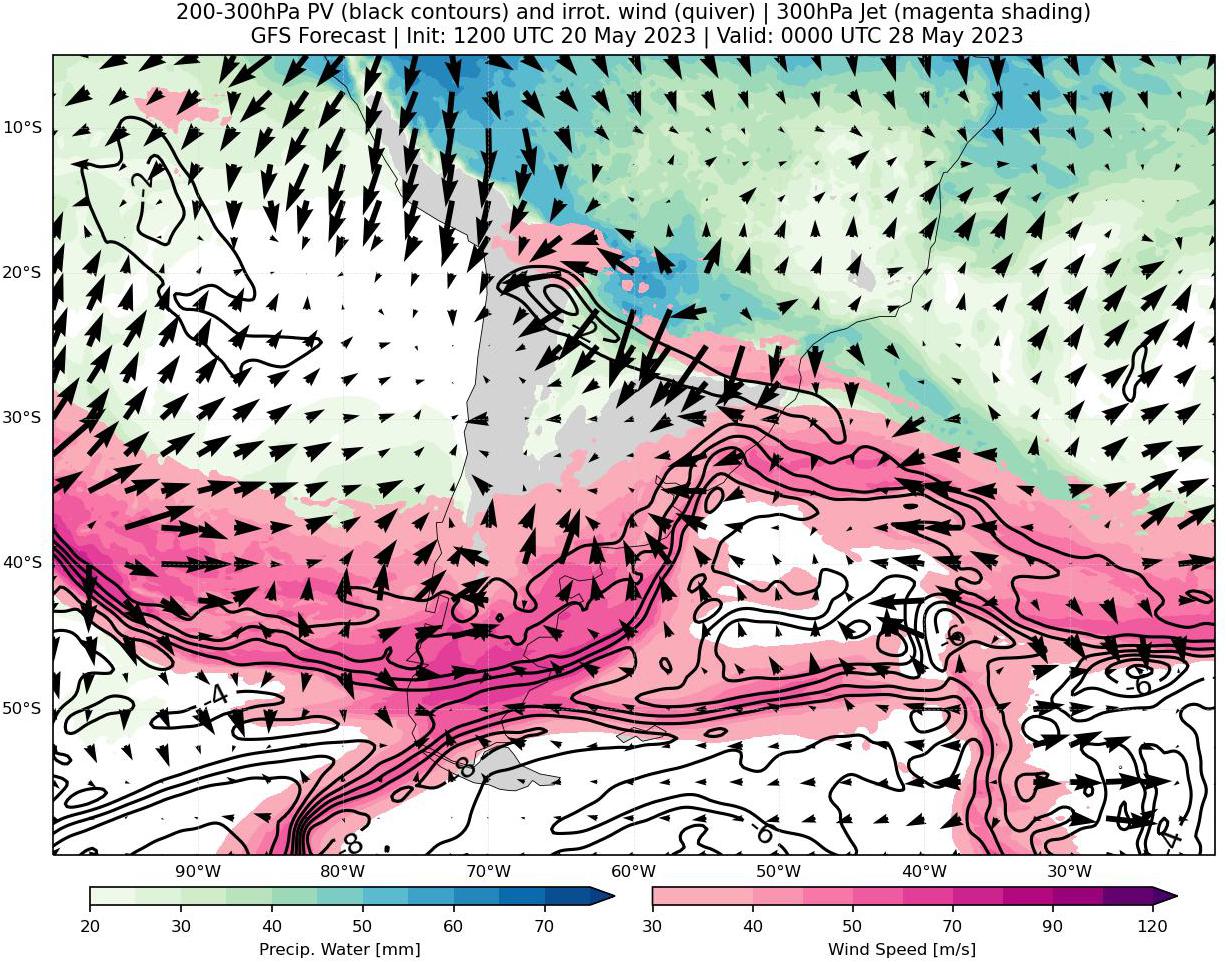 200-300hPa PV (black contours) and irrot. wind (quiver) | 300hPa Jet (magenta shading)
GFS Forecast | Init: 1200 UTC 20 May 2023 | Valid: 0000 UTC 28 May 2023
10°S
-2
20°S
30°S
40°S
-6
-6
-4
50°S
-8
-6
-8
-4
90°W 80°W 70°W 60°W 50°W 40°W 30°W
20 30 40 50 60 70
30 40 50 70 90 120
Precip. Water [mm]
Wind Speed [m/s]